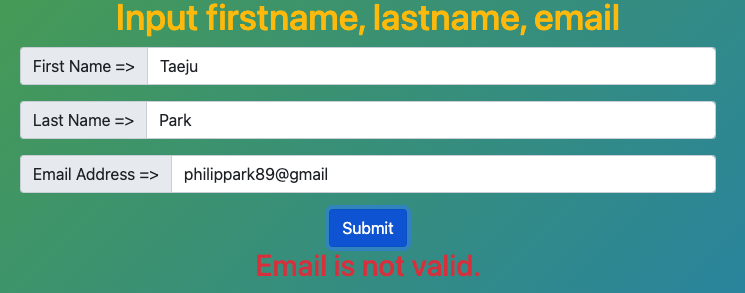 Input firstname, lastname, email
First Name => Taeju
Last Name => Park
Email Address => philippark89@gmail
Submit
Email is not valid.